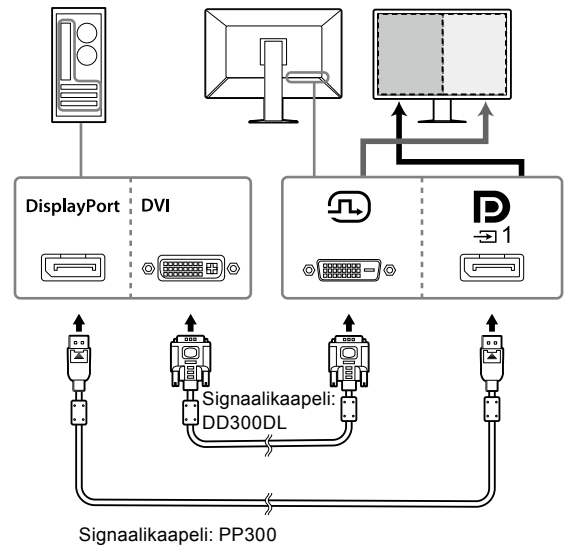 DisplayPort
DVI
1
Signaalikaapeli:
DD300DL
Signaalikaapeli: PP300